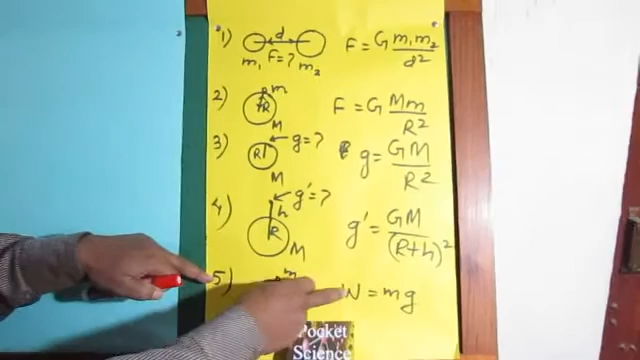 1) d F = G m₁m₂/d²
m₁ F=? m₂
2) m R F = G Mm/R²
M
3) R g=? g = GM/R²
M
4) g'=? h R g' = GM/(R+h)²
M
5) m W = mg
Pocket
Science